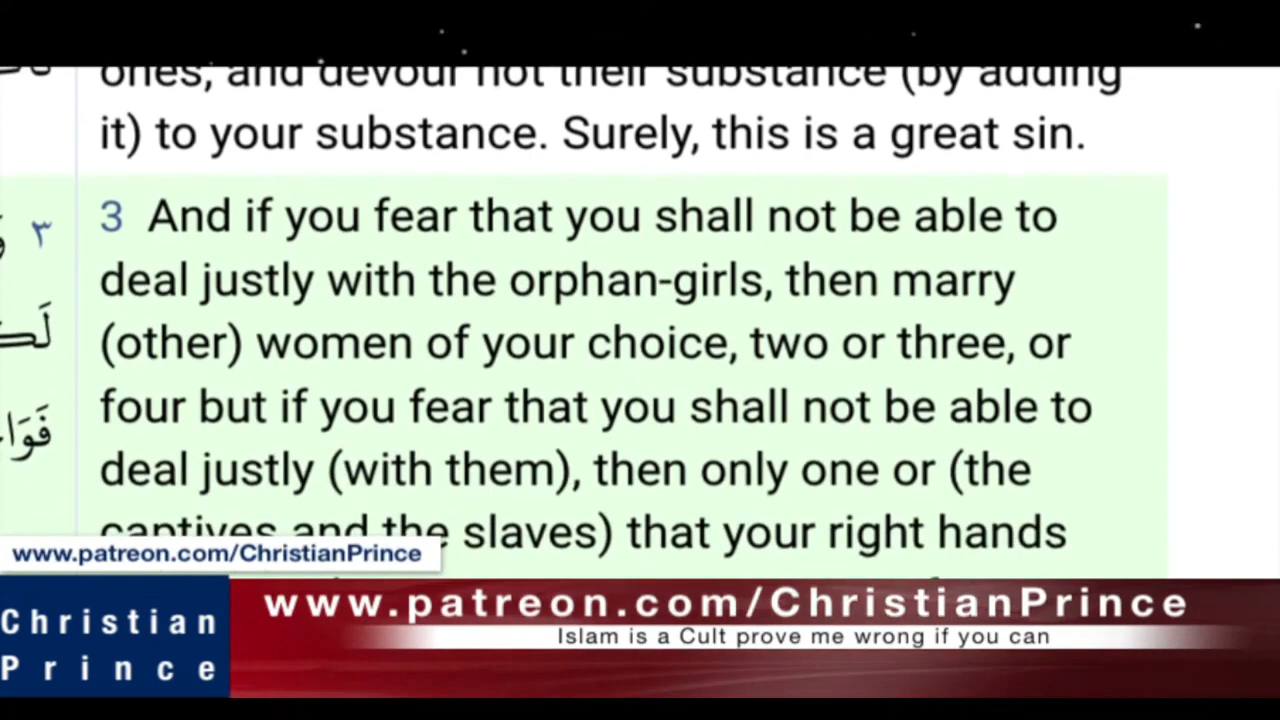 ones, and devour not their substance (by adding
it) to your substance. Surely, this is a great sin.
3 And if you fear that you shall not be able to
٣
deal justly with the orphan-girls, then marry
(other) women of your choice, two or three, or
four but if you fear that you shall not be able to
deal justly (with them), then only one or (the
captives and the slaves) that your right hands
www.patreon.com/ChristianPrince
www.patreon.com/ChristianPrince
Islam is a Cult prove me wrong if you can
Christian
Prince